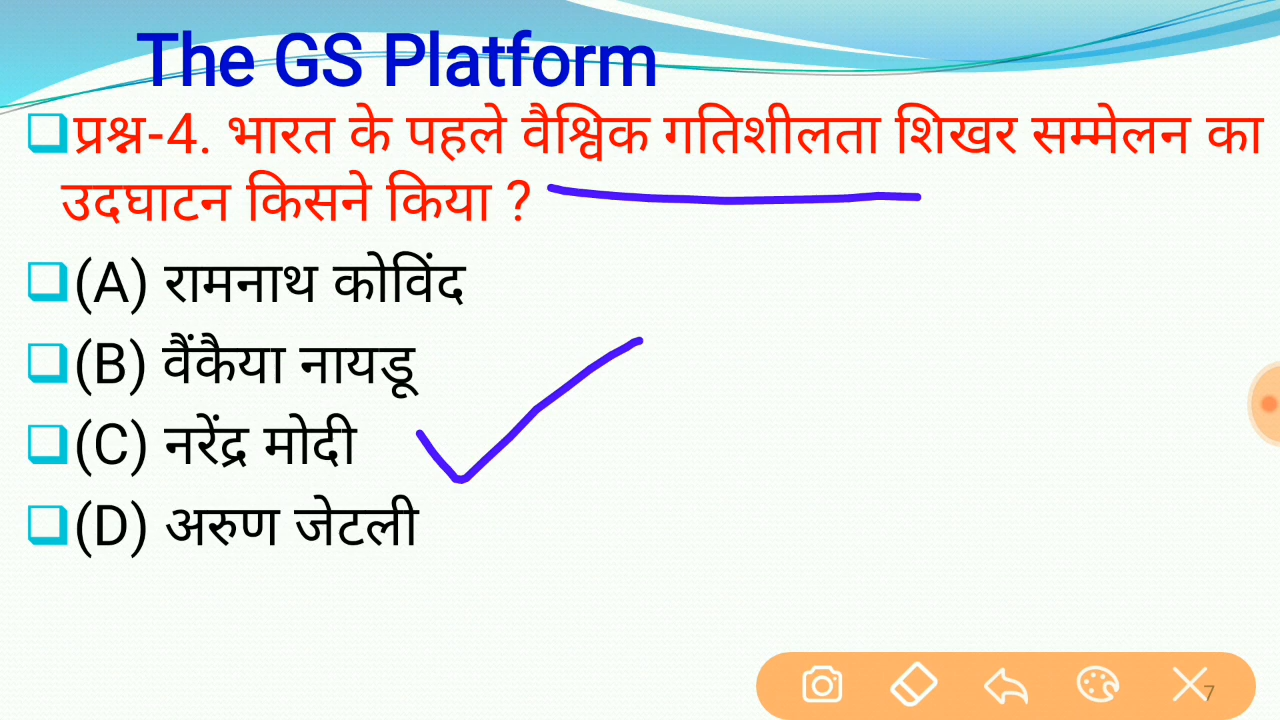 The GS Platform
प्रश्न-4. भारत के पहले वैश्विक गतिशीलता शिखर सम्मेलन का
उदघाटन किसने किया ?
(A) रामनाथ कोविंद
(B) वैंकैया नायडू
(C) नरेंद्र मोदी
(D) अरुण जेटली
7